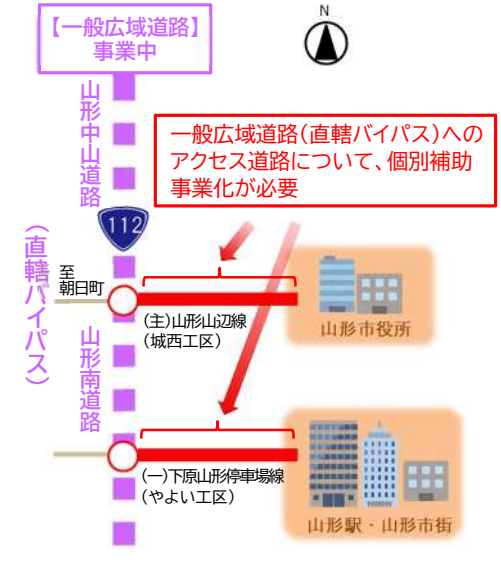 【一般広域道路】
事業中
N
山形中山道路
一般広域道路(直轄バイパス)への
アクセス道路について、個別補助
事業化が必要
112
(直轄バイパス)
至
朝日町
(主)山形山辺線
(城西工区)
山形市役所
山形南道路
(一)下原山形停車場線
(やよい工区)
山形駅・山形市街